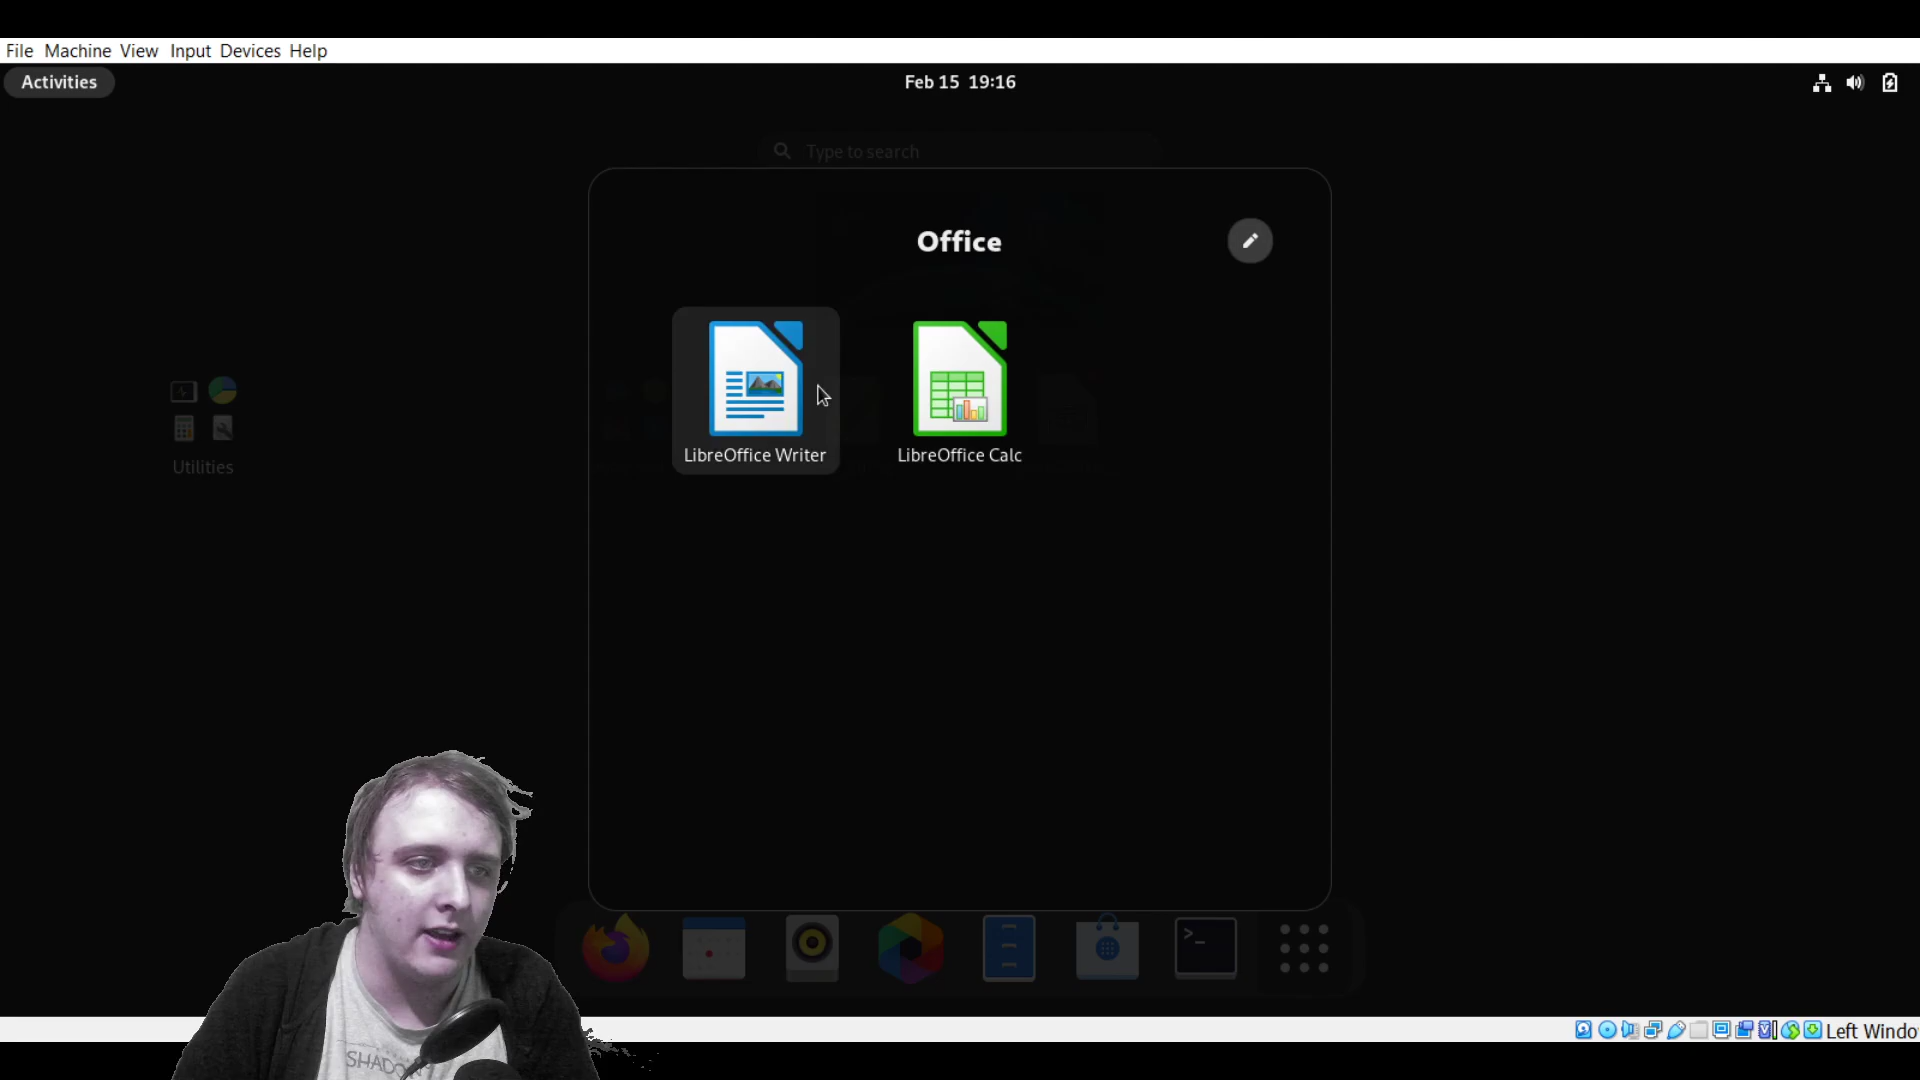 File Machine View Input Devices Help
Activities
Feb 15 19:16
Type to search
Office
LibreOffice Writer
LibreOffice Calc
Utilities
>_
SHADOW
Left Windo